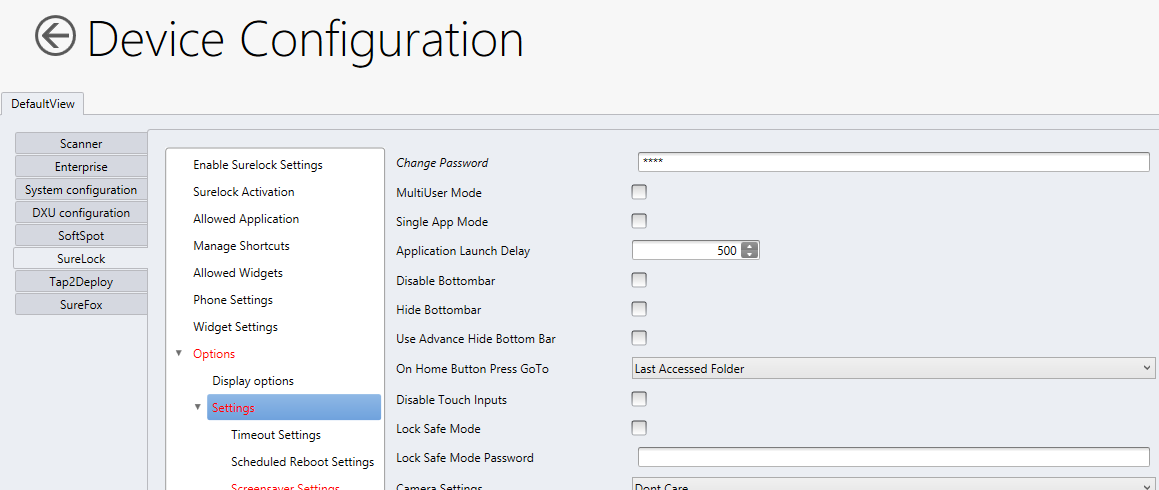 Device Configuration
DefaultView
Scanner
Enterprise
System configuration
DXU configuration
SoftSpot
SureLock
Tap2Deploy
SureFox
Enable Surelock Settings
Surelock Activation
Allowed Application
Manage Shortcuts
Allowed Widgets
Phone Settings
Widget Settings
Options
Display options
Settings
Timeout Settings
Scheduled Reboot Settings
Screensaver Settings
Change Password ****
MultiUser Mode
Single App Mode
Application Launch Delay 500
Disable Bottombar
Hide Bottombar
Use Advance Hide Bottom Bar
On Home Button Press GoTo Last Accessed Folder
Disable Touch Inputs
Lock Safe Mode
Lock Safe Mode Password
Camera Settings Dont Care